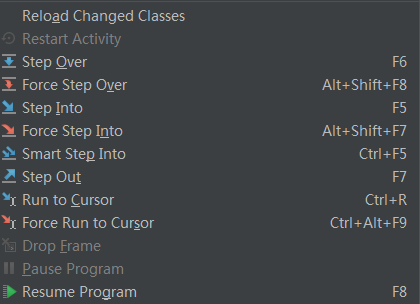 Reload Changed Classes
Restart Activity
Step Over F6
Force Step Over Alt+Shift+F8
Step Into F5
Force Step Into Alt+Shift+F7
Smart Step Into Ctrl+F5
Step Out F7
Run to Cursor Ctrl+R
Force Run to Cursor Ctrl+Alt+F9
Drop Frame
Pause Program
Resume Program F8